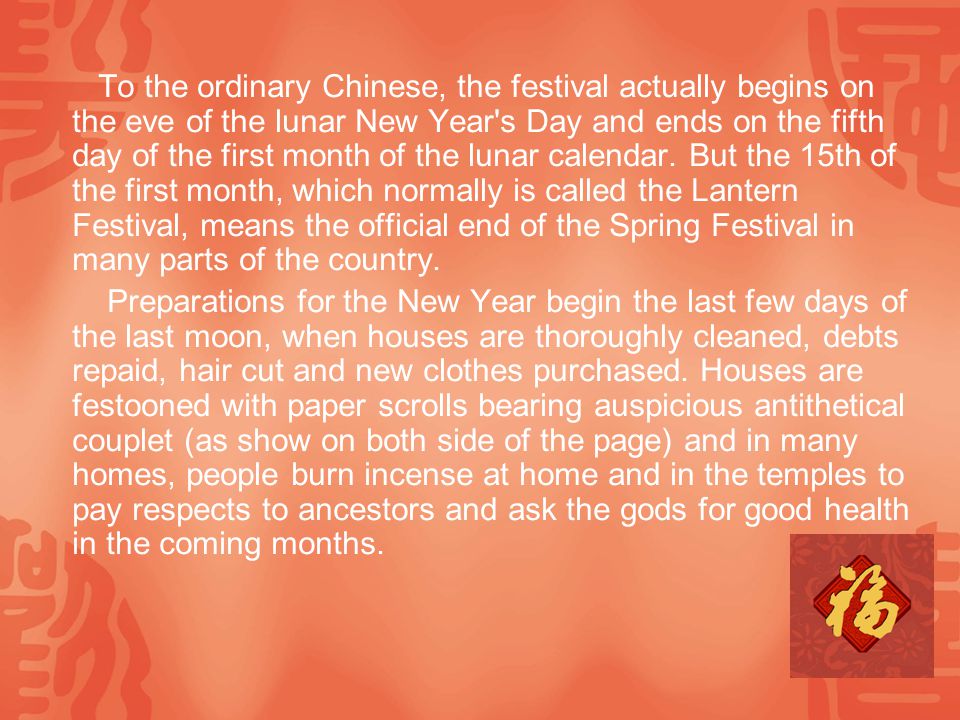 To the ordinary Chinese, the festival actually begins on
the eve of the lunar New Year's Day and ends on the fifth
day of the first month of the lunar calendar. But the 15th of
the first month, which normally is called the Lantern
Festival, means the official end of the Spring Festival in
many parts of the country.
Preparations for the New Year begin the last few days of
the last moon, when houses are thoroughly cleaned, debts
repaid, hair cut and new clothes purchased. Houses are
festooned with paper scrolls bearing auspicious antithetical
couplet (as show on both side of the page) and in many
homes, people burn incense at home and in the temples to
pay respects to ancestors and ask the gods for good health
in the coming months.
福